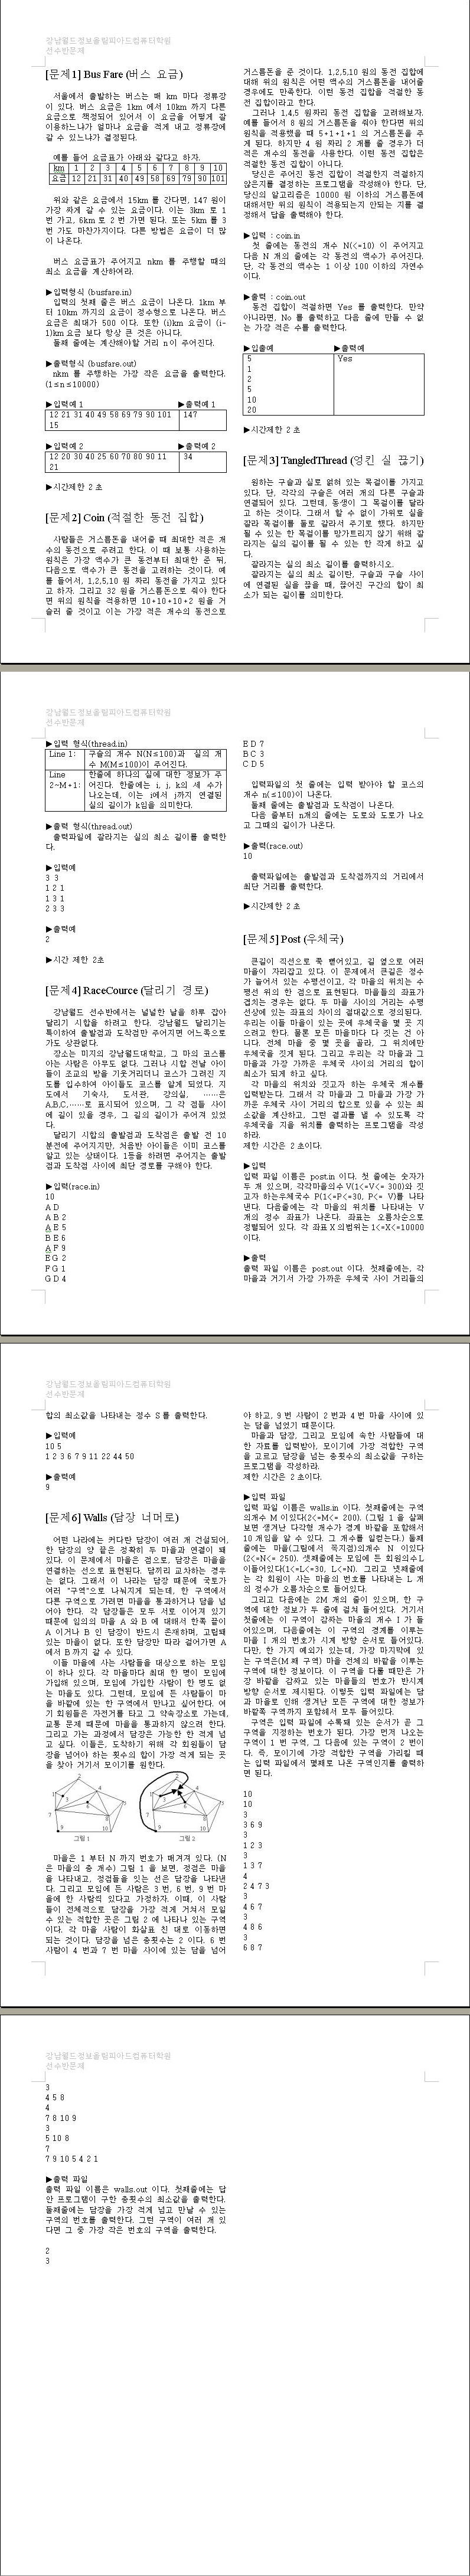 강남월드정보올림피아드컴퓨터학원
선수반문제
[문제1] Bus Fare (버스 요금)
서울에서 출발하는 버스는 매 km 마다 정류장
이 있다. 버스 요금은 1km 에서 10km 까지 다른
요금으로 책정되어 있어서 이 요금을 어떻게 잘
이용하느냐가 얼마나 요금을 적게 내고 정류장에
갈 수 있느냐가 결정된다.
예를 들어 요금표가 아래와 같다고 하자.
km 1 2 3 4 5 6 7 8 9 10
요금 12 21 31 40 49 58 69 79 90 101
위와 같은 요금에서 15km 를 간다면, 147 원이
가장 싸게 갈 수 있는 요금이다. 이는 3km 로 1
번 가고, 6km 로 2 번 가면 된다. 또는 5km 를 3
번 가도 마찬가지이다. 다른 방법은 요금이 더 많
이 나온다.
버스 요금표가 주어지고 nkm 를 주행할 때의
최소 요금을 계산하여라.
▶입력형식 (busfare.in)
입력의 첫째 줄은 버스 요금이 나온다. 1km 부
터 10km 까지의 요금이 정수형으로 나온다. 버스
요금은 최대가 500 이다. 또한 (i)km 요금이 (i-
1)km 요금 보다 항상 큰 것은 아니다.
둘째 줄에는 계산해야할 거리 n 이 주어진다.
▶출력형식 (busfare.out)
nkm 를 주행하는 가장 작은 요금을 출력한다.
(1≤n≤10000)
▶입력예 1 ▶출력예 1
12 21 31 40 49 58 69 79 90 101 147
15
▶입력예 2 ▶출력예 2
12 20 30 40 25 60 70 80 90 11 34
21
▶시간제한 2 초
[문제2] Coin (적절한 동전 집합)
사람들은 거스름돈을 내어줄 때 최대한 적은 개
수의 동전으로 주려고 한다. 이 때 보통 사용하는
원칙은 가장 액수가 큰 동전부터 최대한 준 뒤,
다음으로 액수가 큰 동전을 고려하는 것이다. 예
를 들어서, 1,2,5,10 원 짜리 동전을 가지고 있다
고 하자. 그리고 32 원을 거스름돈으로 줘야 한다
면 위의 원칙을 적용하면 10+10+10+2 원을 거
슬러 줄 것이고 이는 가장 적은 개수의 동전으로
거스름돈을 준 것이다. 1,2,5,10 원의 동전 집합에
대해 위의 원칙은 어떤 액수의 거스름돈을 내어줄
경우에도 만족한다. 이런 동전 집합을 적절한 동
전 집합이라고 한다.
그러나 1,4,5 원짜리 동전 집합을 고려해보자.
예를 들어서 8 원의 거스름돈을 줘야 한다면 위의
원칙을 적용했을 때 5+1+1+1 의 거스름돈을 주
게 된다. 하지만 4 원 짜리 2 개를 줄 경우가 더
적은 개수의 동전을 사용한다. 이런 동전 집합은
적절한 동전 집합이 아니다.
당신은 주어진 동전 집합이 적절한지 적절하지
않은지를 결정하는 프로그램을 작성해야 한다. 단,
당신의 알고리즘은 10000 원 이하의 거스름돈에
대해서만 위의 원칙이 적용되는지 안되는 지를 결
정해서 답을 출력해야 한다.
▶입력 : coin.in
첫 줄에는 동전의 개수 N(<=10) 이 주어지고
다음 N 개의 줄에는 각 동전의 액수가 주어진다.
단, 각 동전의 액수는 1 이상 100 이하의 자연수
이다.
▶출력 : coin.out
동전 집합이 적절하면 Yes 를 출력한다. 만약
아니라면, No 를 출력하고 다음 줄에 만들 수 없
는 가장 적은 수를 출력한다.
▶입출예 ▶출력예
5 Yes
1
2
5
10
20
▶시간제한 2 초
[문제3] TangledThread (엉킨 실 끊기)
원하는 구슬과 실로 얽혀 있는 목걸이를 가지고
있다. 단, 각각의 구슬은 여러 개의 다른 구슬과
연결되어 있다. 그런데, 동생이 그 목걸이를 달라
고 하는 것이다. 그래서 할 수 없이 가위로 실을
잘라 목걸이를 둘로 갈라서 주기로 했다. 하지만
될 수 있는 한 목걸이를 망가트리지 않기 위해 갈
라지는 실의 길이를 될 수 있는 한 작게 하고 싶
다.
갈라지는 실의 최소 길이를 출력하시오.
갈라지는 실의 최소 길이란, 구슬과 구슬 사이
에 연결된 실을 끊을 때, 끊어진 구간의 합이 최
소가 되는 길이를 의미한다.
강남월드정보올림피아드컴퓨터학원
선수반문제
▶입력 형식(thread.in)
Line 1: 구슬의 개수 N(N≤100)과 실의 개
수 M(M≤100)이 주어진다.
Line 2~M+1: 한줄에 하나의 실에 대한 정보가 주
어진다. 한줄에는 i, j, k의 세 수가
나오는데, 이는 i에서 j까지 연결된
실의 길이가 k임을 의미한다.
▶출력 형식(thread.out)
출력파일에 갈라지는 실의 최소 길이를 출력한
다.
▶입력예
3 3
1 2 1
1 3 1
2 3 3
▶출력예
2
▶시간 제한 2초
[문제4] RaceCource (달리기 경로)
강남월드 선수반에서는 널널한 날을 하루 잡아
달리기 시합을 하려고 한다. 강남월드 달리기는
특이하여 출발점과 도착점만 주어지면 어느쪽으로
가도 상관없다.
장소는 미지의 강남월드대학교, 그 마의 코스를
아는 사람은 아무도 없다. 그러나 시합 전날 아이
들이 조교의 방을 기웃거리더니 코스가 그려진 지
도를 입수하여 아이들도 코스를 알게 되었다. 지
도에서 기숙사, 도서관, 강의실, ……은
A,B,C,……로 표시되어 있으며, 그 각 점들 사이
에 길이 있을 경우, 그 길의 길이가 주어져 있었
다.
달리기 시합의 출발점과 도착점은 출발 전 10
분전에 주어지지만, 처음반 아이들은 이미 코스를
알고 있는 상태이다. 1등을 하려면 주어지는 출발
점과 도착점 사이에 최단 경로를 구해야 한다.
▶입력(race.in)
10
A D
A B 2
A E 5
B E 6
A F 9
E G 2
F G 1
G D 4
E D 7
B C 3
C D 5
입력파일의 첫 줄에는 입력 받아야 할 코스의
개수 n(≤100)이 나온다.
둘째 줄에는 출발점과 도착점이 나온다.
다음 줄부터 n개의 줄에는 도로와 도로가 나오
고 그때의 길이가 나온다.
▶출력(race.out)
10
출력파일에는 출발점과 도착점까지의 거리에서
최단 거리를 출력한다.
▶시간제한 2 초
[문제5] Post (우체국)
큰길이 직선으로 쭉 뻗어있고, 길 옆으로 여러
마을이 자리잡고 있다. 이 문제에서 큰길은 정수
가 늘어서 있는 수평선이고, 각 마을의 위치는 수
평선 위의 한 점으로 표현된다. 마을들의 좌표가
겹치는 경우는 없다. 두 마을 사이의 거리는 수평
선상에 있는 좌표의 차이의 절대값으로 정의된다.
우리는 이들 마을이 있는 곳에 우체국을 몇 곳 지
으려고 한다. 물론 모든 마을마다 다 짓는 건 아
니다. 전체 마을 중 몇 곳을 골라, 그 위치에만
우체국을 짓게 된다. 그리고 우리는 각 마을과 그
마을과 가장 가까운 우체국 사이의 거리의 합이
최소가 되게 하고 싶다.
각 마을의 위치와 짓고자 하는 우체국 개수를
입력받는다. 그래서 각 마을과 그 마을과 가장 가
까운 우체국 사이 거리의 합으로 있을 수 있는 최
소값을 계산하고, 그런 결과를 낼 수 있도록 각
우체국을 지을 위치를 출력하는 프로그램을 작성
하라.
제한 시간은 2 초이다.
▶입력
입력 파일 이름은 post.in 이다. 첫 줄에는 숫자가
두 개 있으며, 각각마을의수 V(1<=V<= 300)와 짓
고자 하는우체국수 P(1<=P<=30, P<= V)를 나타
낸다. 다음줄에는 각 마을의 위치를 나타내는 V
개의 정수 좌표가 나온다. 좌표는 오름차순으로
정렬되어 있다. 각 좌표 X 의범위는 1<=X<=10000
이다.
▶출력
출력 파일 이름은 post.out 이다. 첫째줄에는, 각
마을과 거기서 가장 가까운 우체국 사이 거리들의
강남월드정보올림피아드컴퓨터학원
선수반문제
합의 최소값을 나타내는 정수 S 를 출력한다.
▶입력예
10 5
1 2 3 6 7 9 11 22 44 50
▶출력예
9
[문제6] Walls (담장 너머로)
어떤 나라에는 커다란 담장이 여러 개 건설되어,
한 담장의 양 끝은 정확히 두 마을과 연결이 돼
있다. 이 문제에서 마을은 점으로, 담장은 마을을
연결하는 선으로 표현된다. 담끼리 교차하는 경우
는 없다. 그래서 이 나라는 담장 때문에 국토가
여러 "구역"으로 나눠지게 되는데, 한 구역에서
다른 구역으로 가려면 마을을 통과하거나 담을 넘
어야 한다. 각 담장들은 모두 서로 이어져 있기
때문에 임의의 마을 A 와 B 에 대해서 한쪽 끝이
A 이거나 B 인 담장이 반드시 존재하며, 고립돼
있는 마을이 없다. 또한 담장만 따라 걸어가면 A
에서 B까지 갈 수 있다.
이들 마을에 사는 사람들을 대상으로 하는 모임
이 하나 있다. 각 마을마다 최대 한 명이 모임에
가입해 있으며, 모임에 가입한 사람이 한 명도 없
는 마을도 있다. 그런데, 모임에 든 사람들이 마
을 바깥에 있는 한 구역에서 만나고 싶어한다. 여
기 회원들은 자전거를 타고 그 약속장소로 가는데,
교통 문제 때문에 마을을 통과하지 않으려 한다.
그리고 가는 과정에서 담장은 가능한 한 적게 넘
고 싶다. 이들은, 도착하기 위해 각 회원들이 담
장을 넘어야 하는 횟수의 합이 가장 적게 되는 곳
을 찾아 거기서 모이기를 원한다.
그림 1 그림 2
마을은 1 부터 N 까지 번호가 매겨져 있다. (N
은 마을의 총 개수) 그림 1 을 보면, 정점은 마을
을 나타내고, 정점들을 잇는 선은 담장을 나타낸
다. 그리고 모임에 든 사람은 3 번, 6 번, 9 번 마
을에 한 사람씩 있다고 가정하자. 이때, 이 사람
들이 전체적으로 담장을 가장 적게 거쳐서 모일
수 있는 적합한 곳은 그림 2 에 나타나 있는 구역
이다. 각 마을 사람이 화살표 친 대로 이동하면
되는 것이다. 담장을 넘은 총횟수는 2 이다. 6 번
사람이 4 번과 7 번 마을 사이에 있는 담을 넘어
야 하고, 9 번 사람이 2 번과 4 번 마을 사이에 있
는 담을 넘었기 때문이다.
마을과 담장, 그리고 모임에 속한 사람들에 대
한 자료를 입력받아, 모이기에 가장 적합한 구역
을 고르고 담장을 넘는 총횟수의 최소값을 구하는
프로그램을 작성하라.
제한 시간은 2 초이다.
▶입력 파일
입력 파일 이름은 walls.in 이다. 첫째줄에는 구역
의개수 M 이있다(2<=M<= 200). (그림 1 을 살펴
보면 생겨난 다각형 개수가 경계 바깥을 포함해서
10 개임을 알 수 있다. 그 개수를 일컫는다.) 둘째
줄에는 마을(그림에서 꼭지점)의개수 N 이있다
(2<=N<= 250). 셋째줄에는 모임에 든 회원의수L
이들어있다(1<=L<=30, L<=N). 그리고 넷째줄에
는 각 회원이 사는 마을의 번호를 나타내는 L 개
의 정수가 오름차순으로 들어있다.
그리고 다음에는 2M 개의 줄이 있으며, 한 구
역에 대한 정보가 두 줄에 걸쳐 들어있다. 거기서
첫줄에는 이 구역이 감싸는 마을의 개수 I 가 들
어있으며, 다음줄에는 이 구역의 경계를 이루는
마을 I 개의 번호가 시계 방향 순서로 들어있다.
다만, 한 가지 예외가 있는데, 가장 마지막에 있
는 구역은(M 째 구역) 마을 전체의 바깥을 이루는
구역에 대한 정보이다. 이 구역을 다룰 때만은 가
장 바깥을 감싸고 있는 마을들의 번호가 반시계
방향 순서로 제시된다. 이렇듯 입력 파일에는 담
과 마을로 인해 생겨난 모든 구역에 대한 정보가
바깥쪽 구역까지 포함해서 모두 들어있다.
구역은 입력 파일에 수록돼 있는 순서가 곧 그
구역을 지정하는 번호가 된다. 가장 먼저 나오는
구역이 1 번 구역, 그 다음에 있는 구역이 2 번이
다. 즉, 모이기에 가장 적합한 구역을 가리킬 때
는 입력 파일에서 몇째로 나온 구역인지를 출력하
면 된다.
10
10
3
3 6 9
3
1 2 3
3
1 3 7
4
2 4 7 3
3
4 6 7
3
4 8 6
3
6 8 7
강남월드정보올림피아드컴퓨터학원
선수반문제
3
4 5 8
4
7 8 10 9
3
5 10 8
7
7 9 10 5 4 2 1
▶출력 파일
출력 파일 이름은 walls.out 이다. 첫째줄에는 답
안 프로그램이 구한 총횟수의 최소값을 출력한다.
둘째줄에는 담장을 가장 적게 넘고 만날 수 있는
구역의 번호를 출력한다. 그런 구역이 여러 개 있
다면 그 중 가장 작은 번호의 구역을 출력한다.
2
3